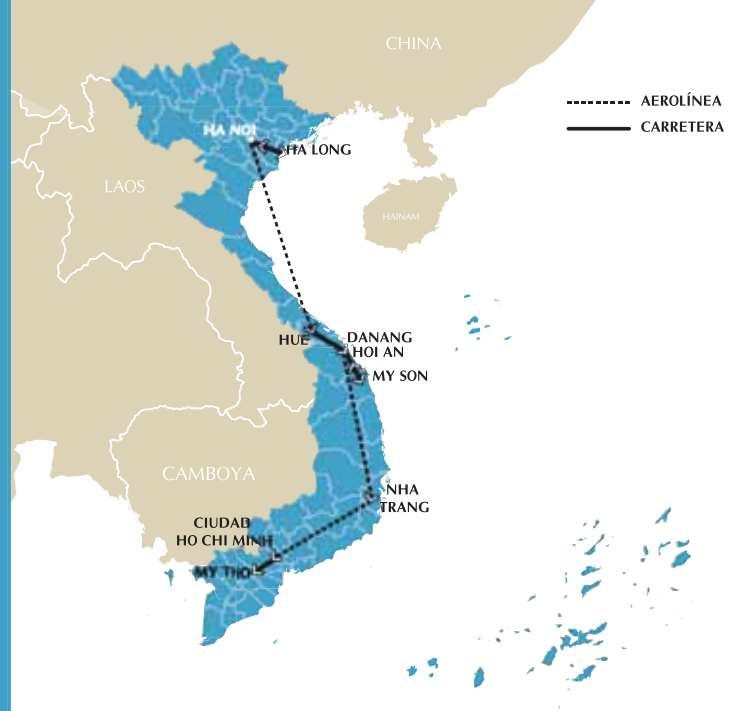 CHINA
AEROLÍNEA
CARRETERA
HA NOI
HA LONG
LAOS
HAINAM
HUE
DANANG
HOI AN
MY SON
CAMBOYA
NHA
TRANG
CIUDAB
HO CHI MINH
MY THO